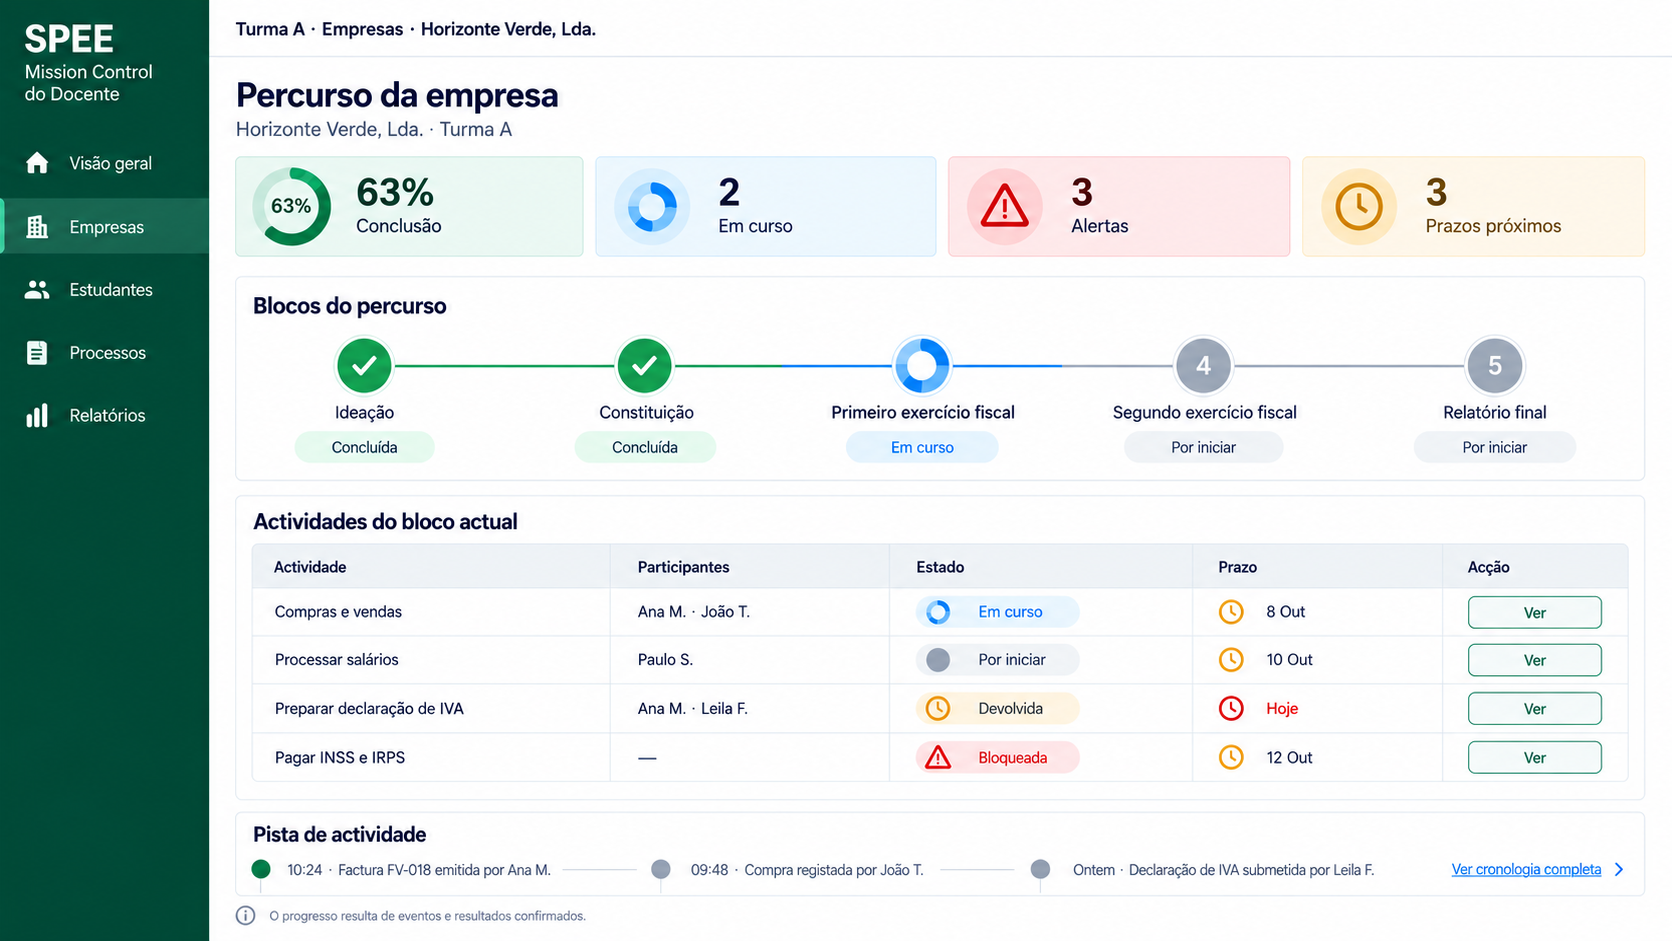 SPEE
Mission Control
do Docente
Visão geral
Empresas
Estudantes
Processos
Relatórios
Turma A · Empresas · Horizonte Verde, Lda.
Percurso da empresa
Horizonte Verde, Lda. · Turma A
63%
63%
Conclusão
2
Em curso
3
Alertas
3
Prazos próximos
Blocos do percurso
4
5
Ideação
Constituição
Primeiro exercício fiscal
Segundo exercício fiscal
Relatório final
Concluída
Concluída
Em curso
Por iniciar
Por iniciar
Actividades do bloco actual
Actividade Participantes Estado Prazo Acção
Compras e vendas Ana M. · João T. Em curso 8 Out Ver
Processar salários Paulo S. Por iniciar 10 Out Ver
Preparar declaração de IVA Ana M. · Leila F. Devolvida Hoje Ver
Pagar INSS e IRPS — Bloqueada 12 Out Ver
Pista de actividade
10:24 · Factura FV-018 emitida por Ana M.
09:48 · Compra registada por João T.
Ontem · Declaração de IVA submetida por Leila F.
Ver cronologia completa
O progresso resulta de eventos e resultados confirmados.